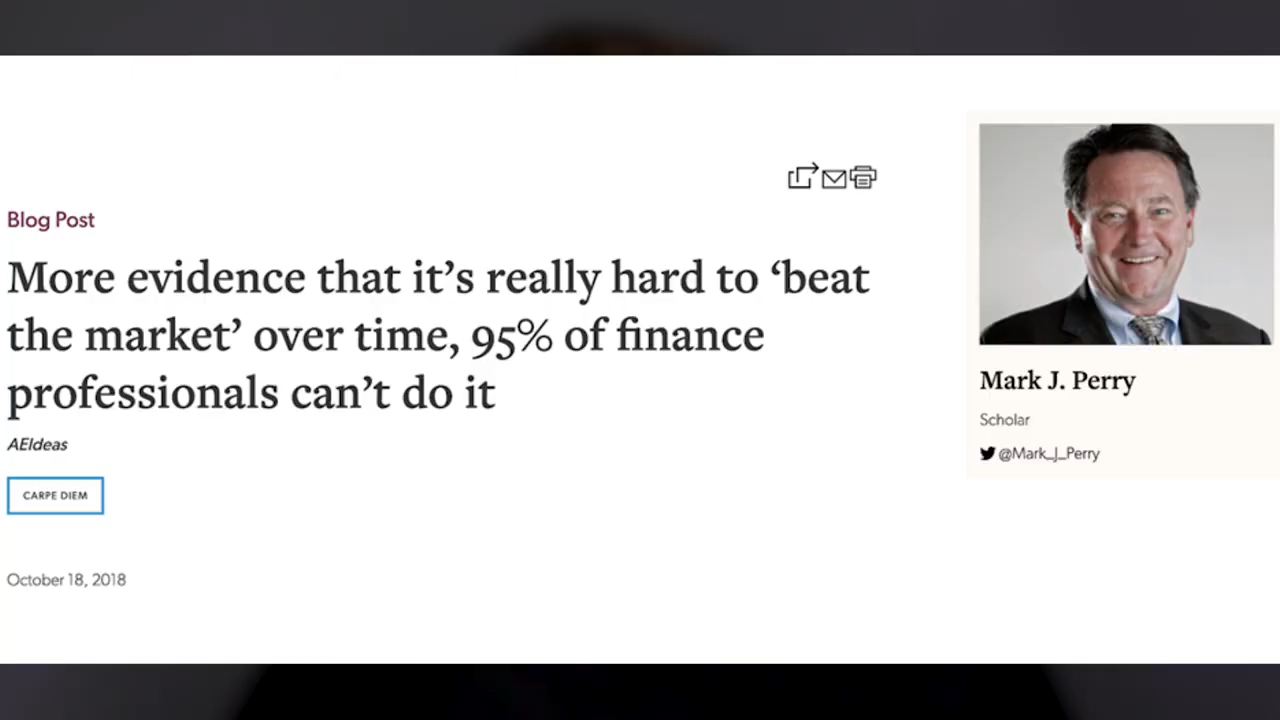 Blog Post
More evidence that it’s really hard to ‘beat
the market’ over time, 95% of finance
professionals can’t do it
AEIdeas
CARPE DIEM
October 18, 2018
Mark J. Perry
Scholar
@Mark_J_Perry